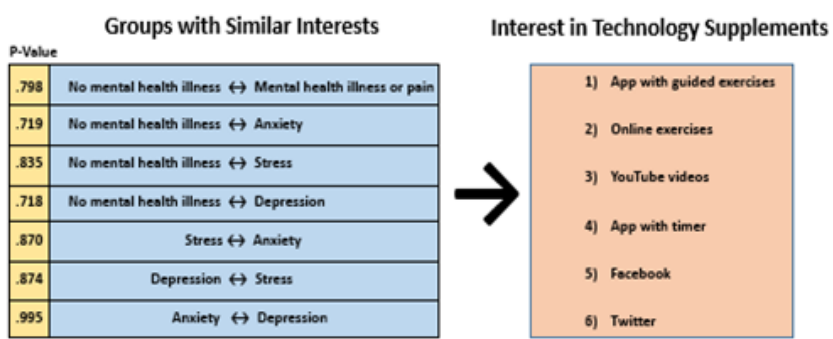 Groups with Similar Interests
Interest in Technology Supplements
P-Value
.798 No mental health illness ↔ Mental health illness or pain
.719 No mental health illness ↔ Anxiety
.835 No mental health illness ↔ Stress
.718 No mental health illness ↔ Depression
.870 Stress ↔ Anxiety
.874 Depression ↔ Stress
.995 Anxiety ↔ Depression
1) App with guided exercises
2) Online exercises
3) YouTube videos
4) App with timer
5) Facebook
6) Twitter